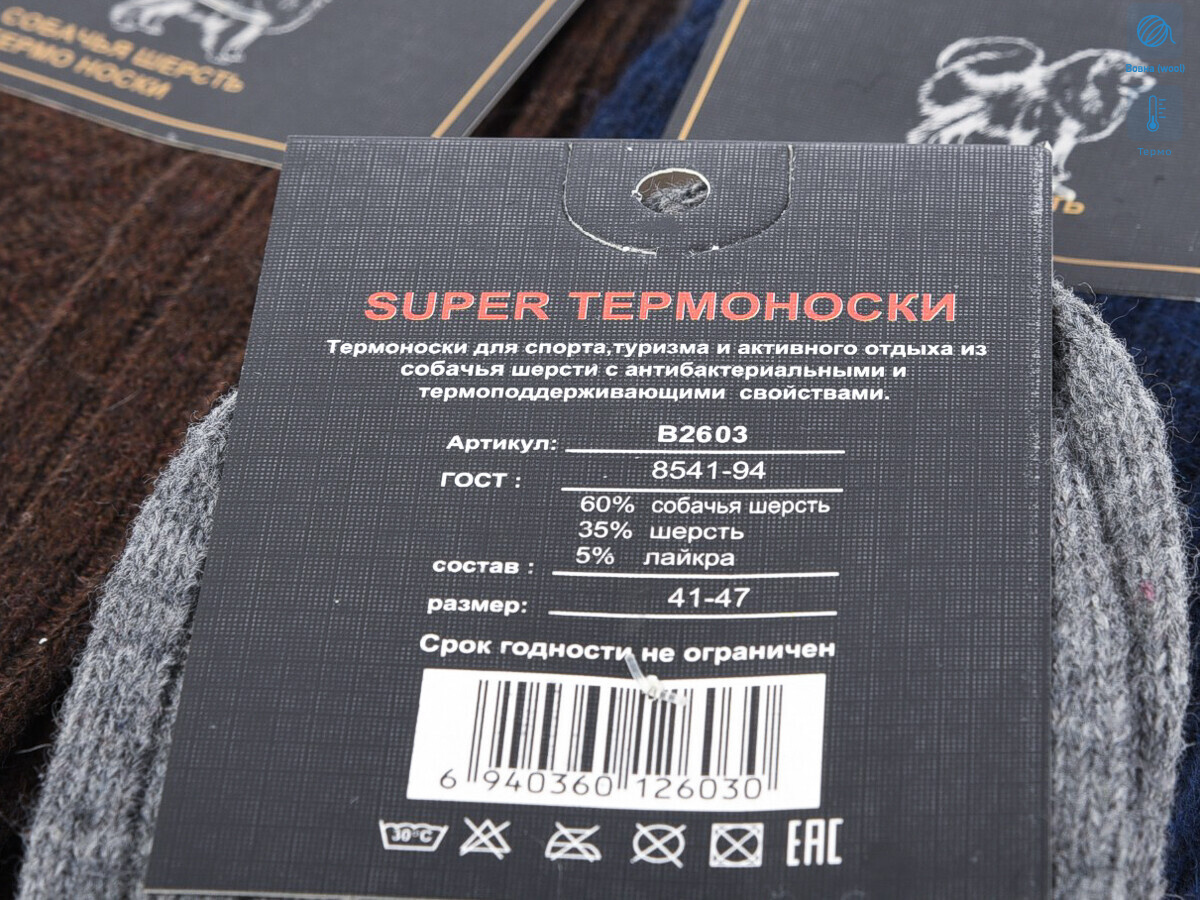 СОБАЧЬЯ ШЕРСТЬ
ТЕРМО НОСКИ
Вовна (wool)
Термо
SUPER ТЕРМОНОСКИ
Термоноски для спорта,туризма и активного отдыха из
собачья шерсти с антибактериальными и
термоподдерживающими свойствами.
Артикул: B2603
ГОСТ : 8541-94
60% собачья шерсть
35% шерсть
состав : 5% лайкра
размер: 41-47
Срок годности не ограничен
6 940360 126030
30°C
EAC